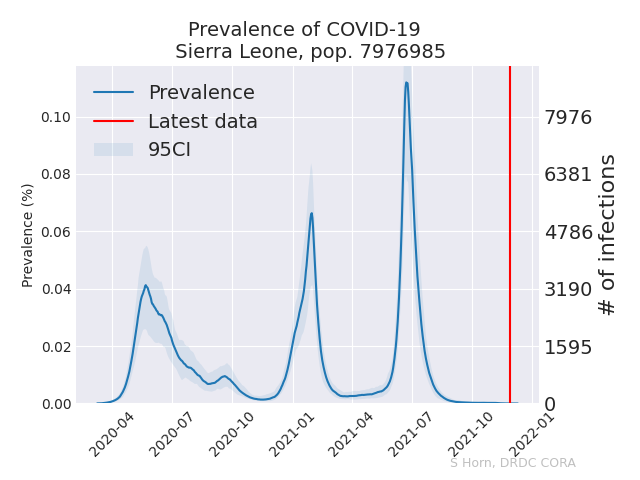 Prevalence of COVID-19
Sierra Leone, pop. 7976985
Prevalence
Latest data
95CI
Prevalence (%)
0.10
0.08
0.06
0.04
0.02
0.00
7976
6381
4786
3190
1595
0
# of infections
2020-04
2020-07
2020-10
2021-01
2021-04
2021-07
2021-10
2022-01
S Horn, DRDC CORA